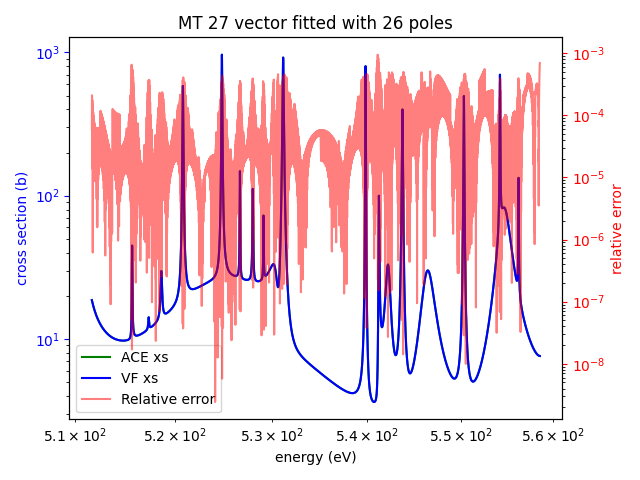 MT 27 vector fitted with 26 poles
10³
10²
10¹
cross section (b)
10⁻³
10⁻⁴
10⁻⁵
10⁻⁶
10⁻⁷
10⁻⁸
relative error
ACE xs
VF xs
Relative error
5.1 × 10² 5.2 × 10² 5.3 × 10² 5.4 × 10² 5.5 × 10² 5.6 × 10²
energy (eV)